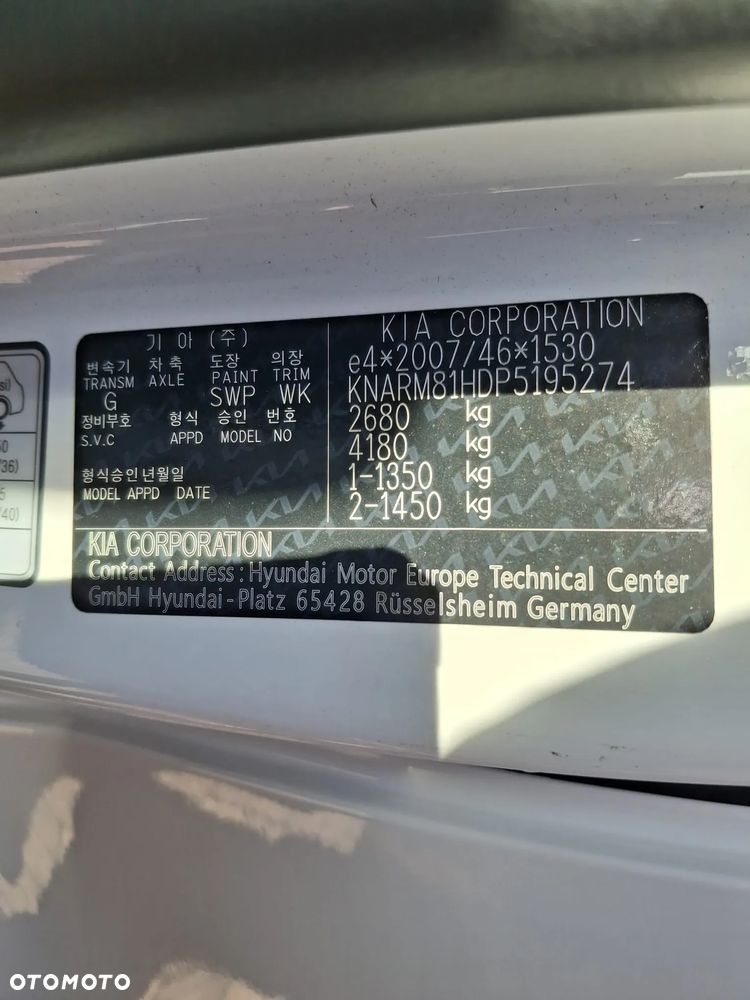 기 아 (주)
변속기 차 축 도장 의장
TRANSM AXLE PAINT TRIM
G SWP WK
정비부호 형식 승인 번호
S.V.C APPD MODEL NO
형식승인년월일
MODEL APPD DATE
KIA CORPORATION
e4*2007/46*1530
KNARM81HDP5195274
2680 kg
4180 kg
1-1350 kg
2-1450 kg
KIA CORPORATION
Contact Address : Hyundai Motor Europe Technical Center
GmbH Hyundai-Platz 65428 Rüsselsheim Germany
/36)
/40)
OTOMOTO